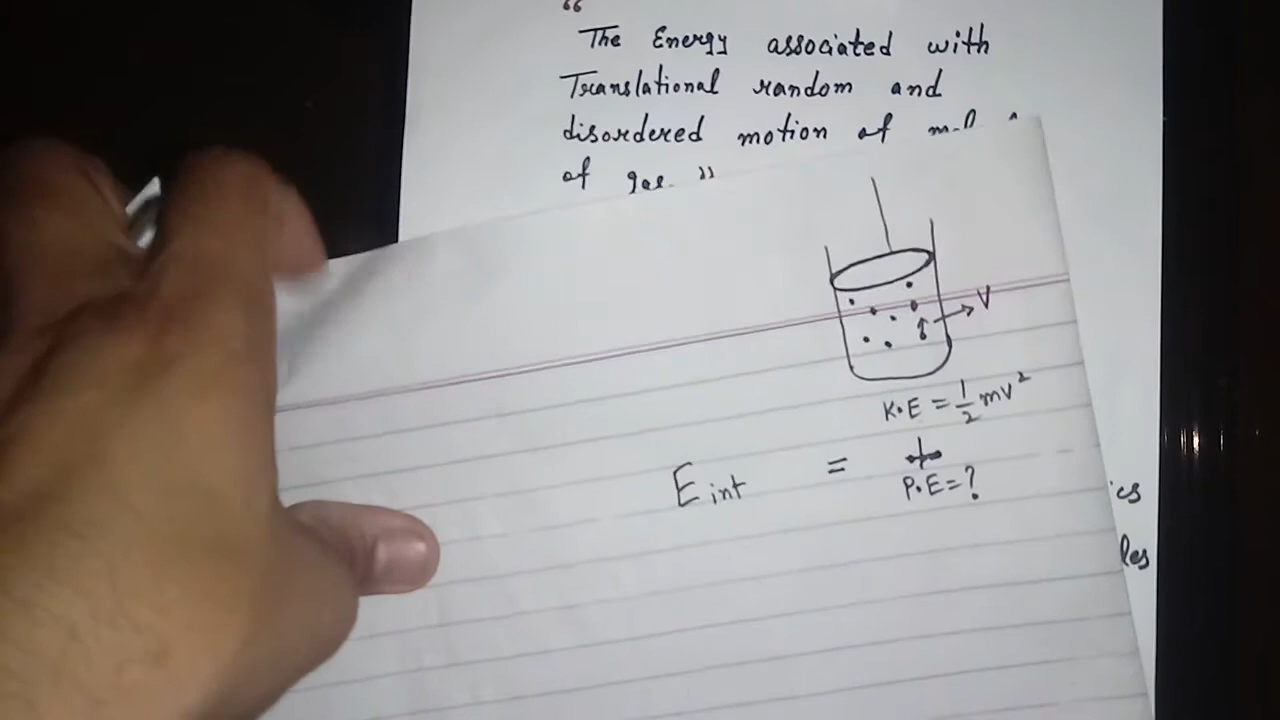 “
The Energy associated with
Translational random and
disordered motion of
of gas. ”
V
K.E = 1/2 mv²
+
E int =
P.E = ?